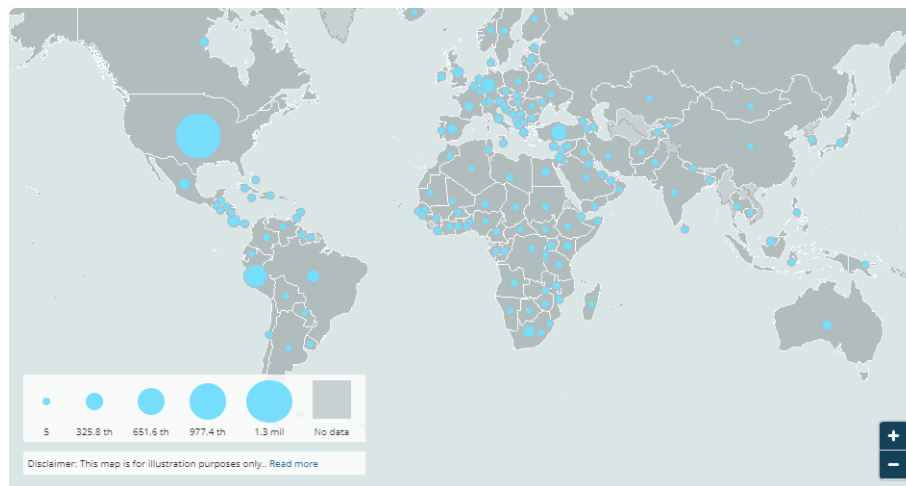 5
325.8 th
651.6 th
977.4 th
1.3 mil
No data
Disclaimer: This map is for illustration purposes only.. Read more
+
−